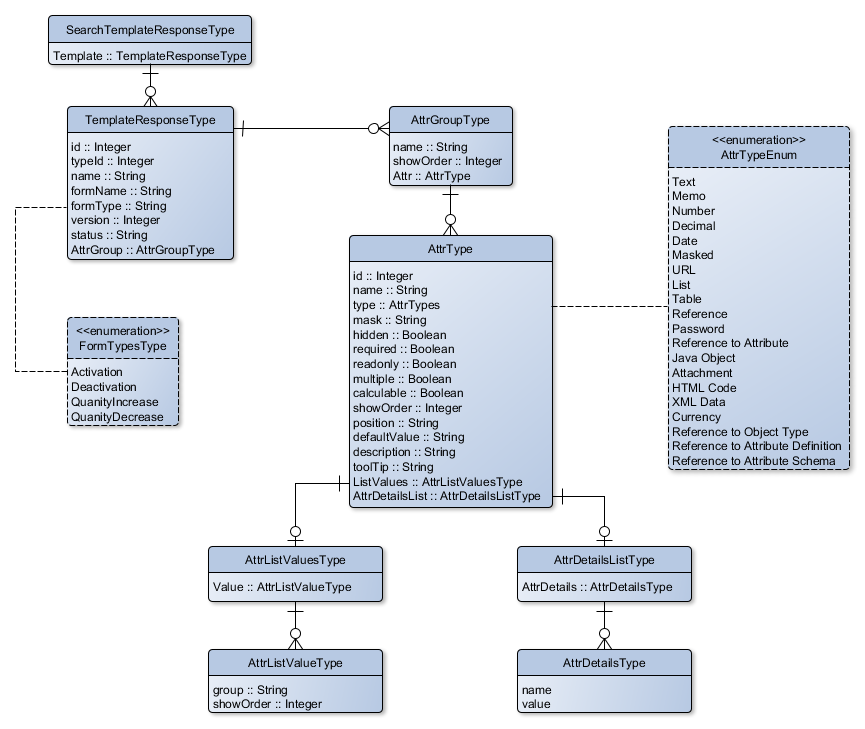 SearchTemplateResponseType
Template :: TemplateResponseType
TemplateResponseType
id :: Integer
typeId :: Integer
name :: String
formName :: String
formType :: String
version :: Integer
status :: String
AttrGroup :: AttrGroupType
AttrGroupType
name :: String
showOrder :: Integer
Attr :: AttrType
<<enumeration>>
AttrTypeEnum
Text
Memo
Number
Decimal
Date
Masked
URL
List
Table
Reference
Password
Reference to Attribute
Java Object
Attachment
HTML Code
XML Data
Currency
Reference to Object Type
Reference to Attribute Definition
Reference to Attribute Schema
AttrType
id :: Integer
name :: String
type :: AttrTypes
mask :: String
hidden :: Boolean
required :: Boolean
readonly :: Boolean
multiple :: Boolean
calculable :: Boolean
showOrder :: Integer
position :: String
defaultValue :: String
description :: String
toolTip :: String
ListValues :: AttrListValuesType
AttrDetailsList :: AttrDetailsListType
<<enumeration>>
FormTypesType
Activation
Deactivation
QuanityIncrease
QuanityDecrease
AttrListValuesType
Value :: AttrListValueType
AttrDetailsListType
AttrDetails :: AttrDetailsType
AttrListValueType
group :: String
showOrder :: Integer
AttrDetailsType
name
value